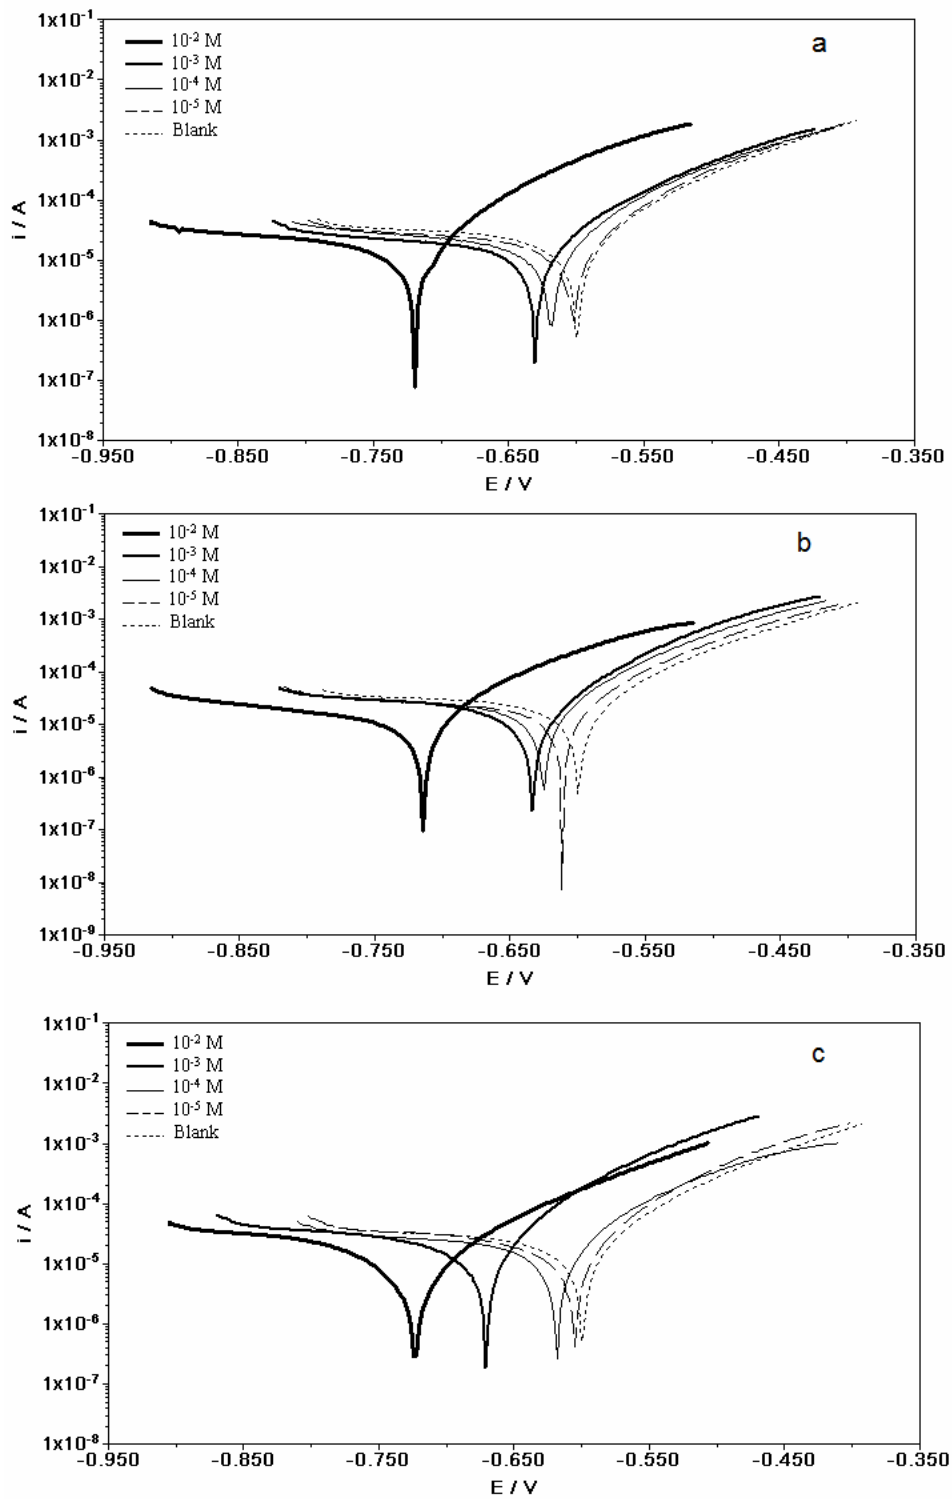 1x10-1
10-2 M
a
10-3 M
1x10-2
10-4 M
10-5 M
1x10-3
Blank
1x10-4
i / A
1x10-5
1x10-6
1x10-7
1x10-8
-0.950 -0.850 -0.750 -0.650 -0.550 -0.450 -0.350
E / V
1x10-1
10-2 M
b
10-3 M
1x10-2
10-4 M
10-5 M
1x10-3
Blank
1x10-4
i / A
1x10-5
1x10-6
1x10-7
1x10-8
1x10-9
-0.950 -0.850 -0.750 -0.650 -0.550 -0.450 -0.350
E / V
1x10-1
10-2 M
c
10-3 M
1x10-2
10-4 M
10-5 M
Blank
1x10-3
1x10-4
i / A
1x10-5
1x10-6
1x10-7
1x10-8
-0.950 -0.850 -0.750 -0.650 -0.550 -0.450 -0.350
E / V